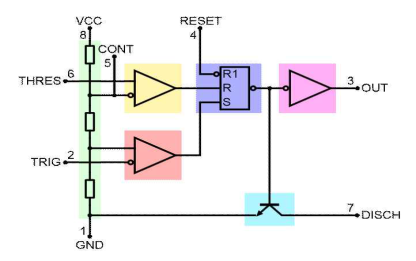 VCC
8
CONT
5
RESET
4
THRES
6
R1
R
S
3
OUT
TRIG
2
7
DISCH
1
GND